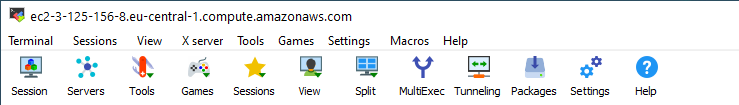 ec2-3-125-156-8.eu-central-1.compute.amazonaws.com
Terminal Sessions View X server Tools Games Settings Macros Help
Session Servers Tools Games Sessions View Split MultiExec Tunneling Packages Settings Help